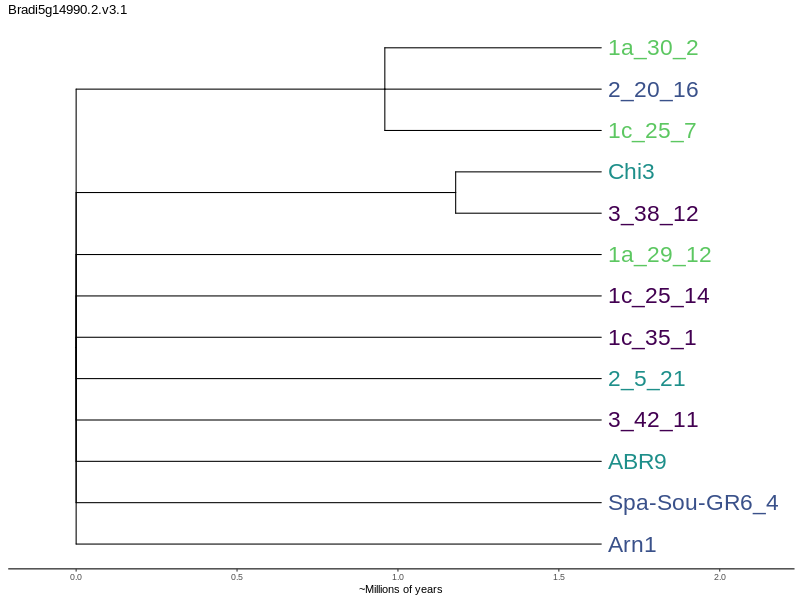 Bradi5g14990.2.v3.1
1a_30_2
2_20_16
1c_25_7
Chi3
3_38_12
1a_29_12
1c_25_14
1c_35_1
2_5_21
3_42_11
ABR9
Spa-Sou-GR6_4
Arn1
0.0 0.5 1.0 1.5 2.0
~Millions of years